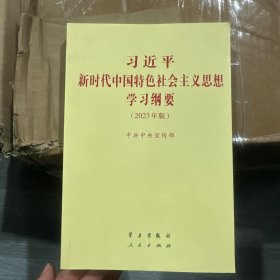 习近平
新时代中国特色社会主义思想
学习纲要
（2023年版）
中共中央宣传部
学习出版社
人民出版社